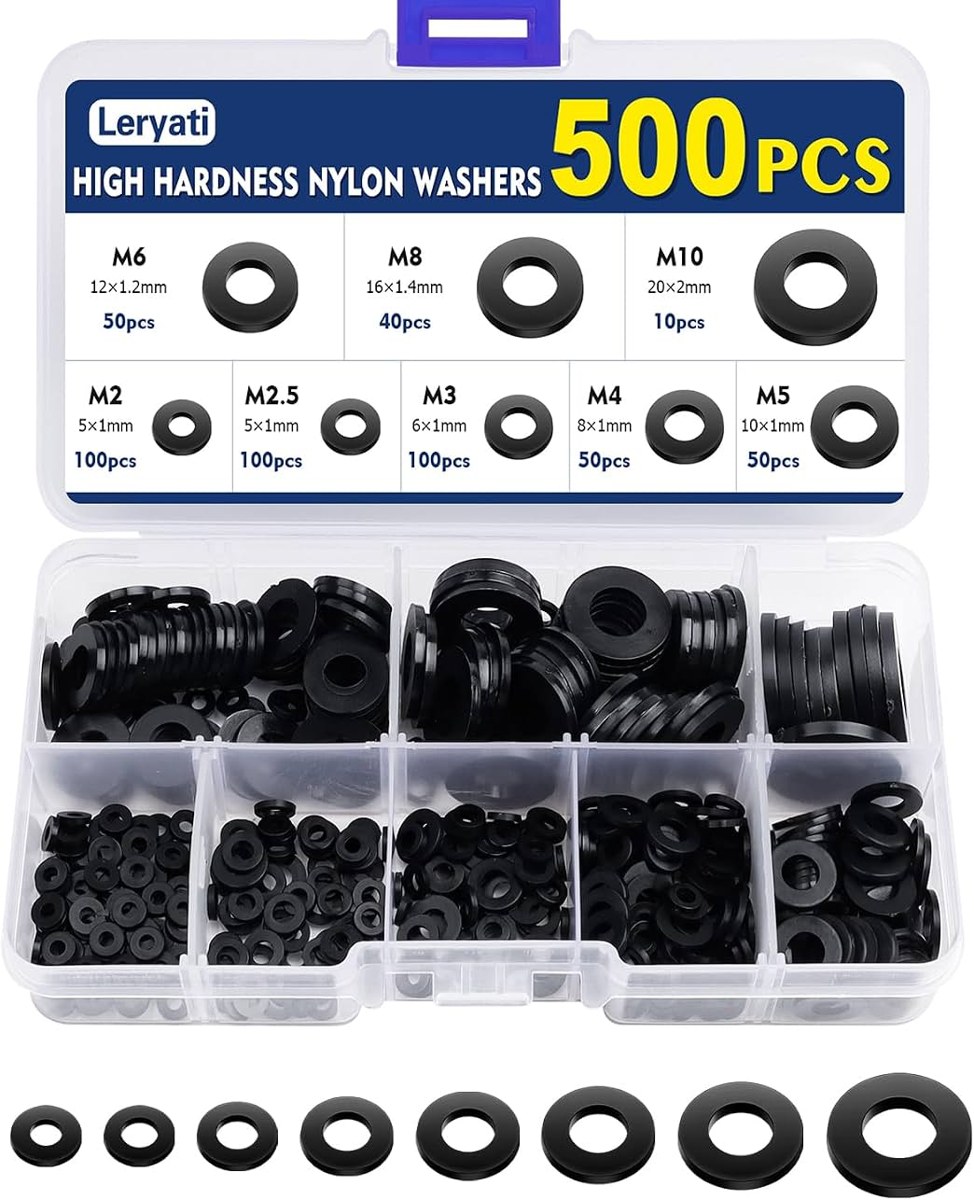 Leryati
HIGH HARDNESS NYLON WASHERS 500PCS
M6
12×1.2mm
50pcs
M8
16×1.4mm
40pcs
M10
20×2mm
10pcs
M2
5×1mm
100pcs
M2.5
5×1mm
100pcs
M3
6×1mm
100pcs
M4
8×1mm
50pcs
M5
10×1mm
50pcs